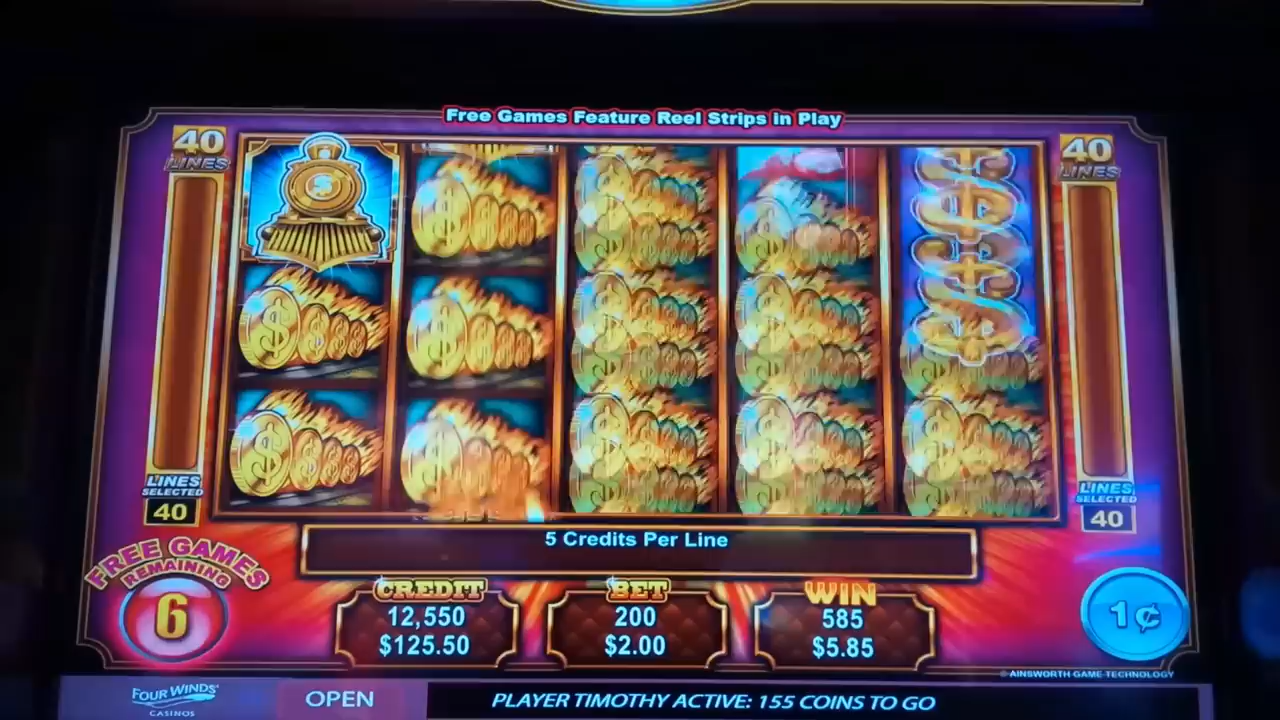 Free Games Feature Reel Strips in Play
40
LINES
40
LINES
LINES
SELECTED
40
LINES
SELECTED
40
5 Credits Per Line
FREE GAMES
REMAINING
6
CREDIT
12,550
$125.50
BET
200
$2.00
WIN
585
$5.85
1¢
© AINSWORTH GAME TECHNOLOGY
FOUR WINDS
CASINOS
OPEN
PLAYER TIMOTHY ACTIVE: 155 COINS TO GO